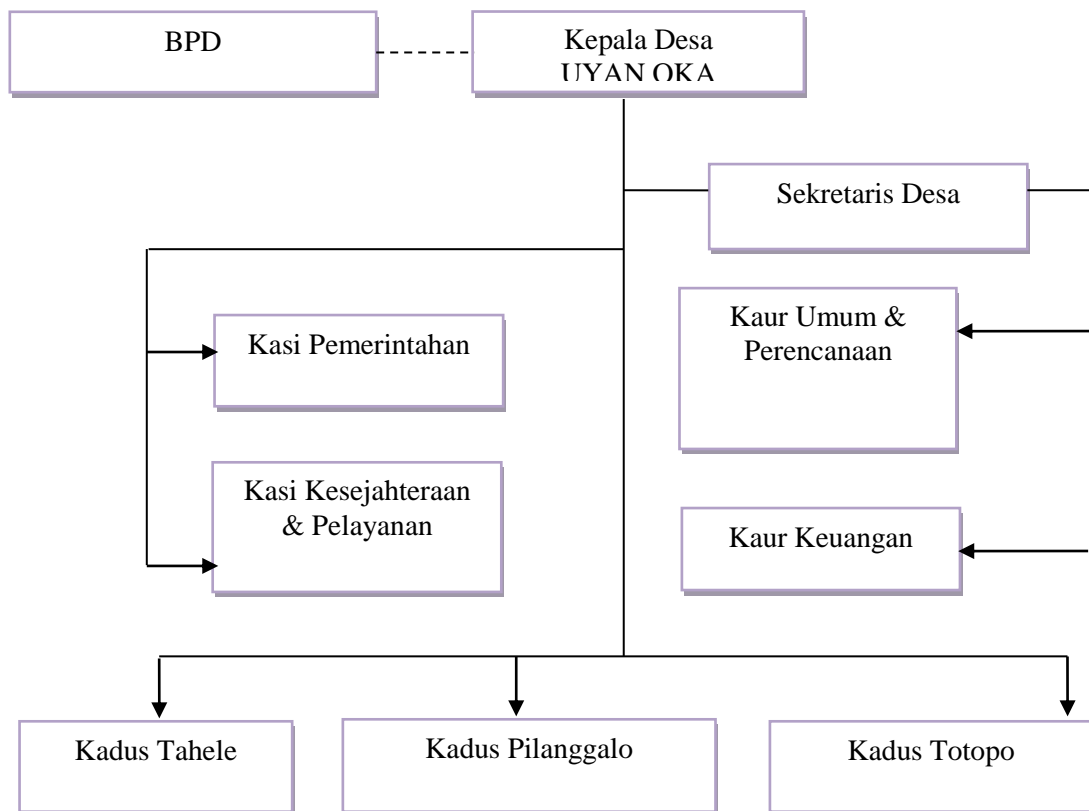 BPD
Kepala Desa
UYAN OKA
Sekretaris Desa
Kasi Pemerintahan
Kaur Umum &
Perencanaan
Kasi Kesejahteraan
& Pelayanan
Kaur Keuangan
Kadus Tahele
Kadus Pilanggalo
Kadus Totopo